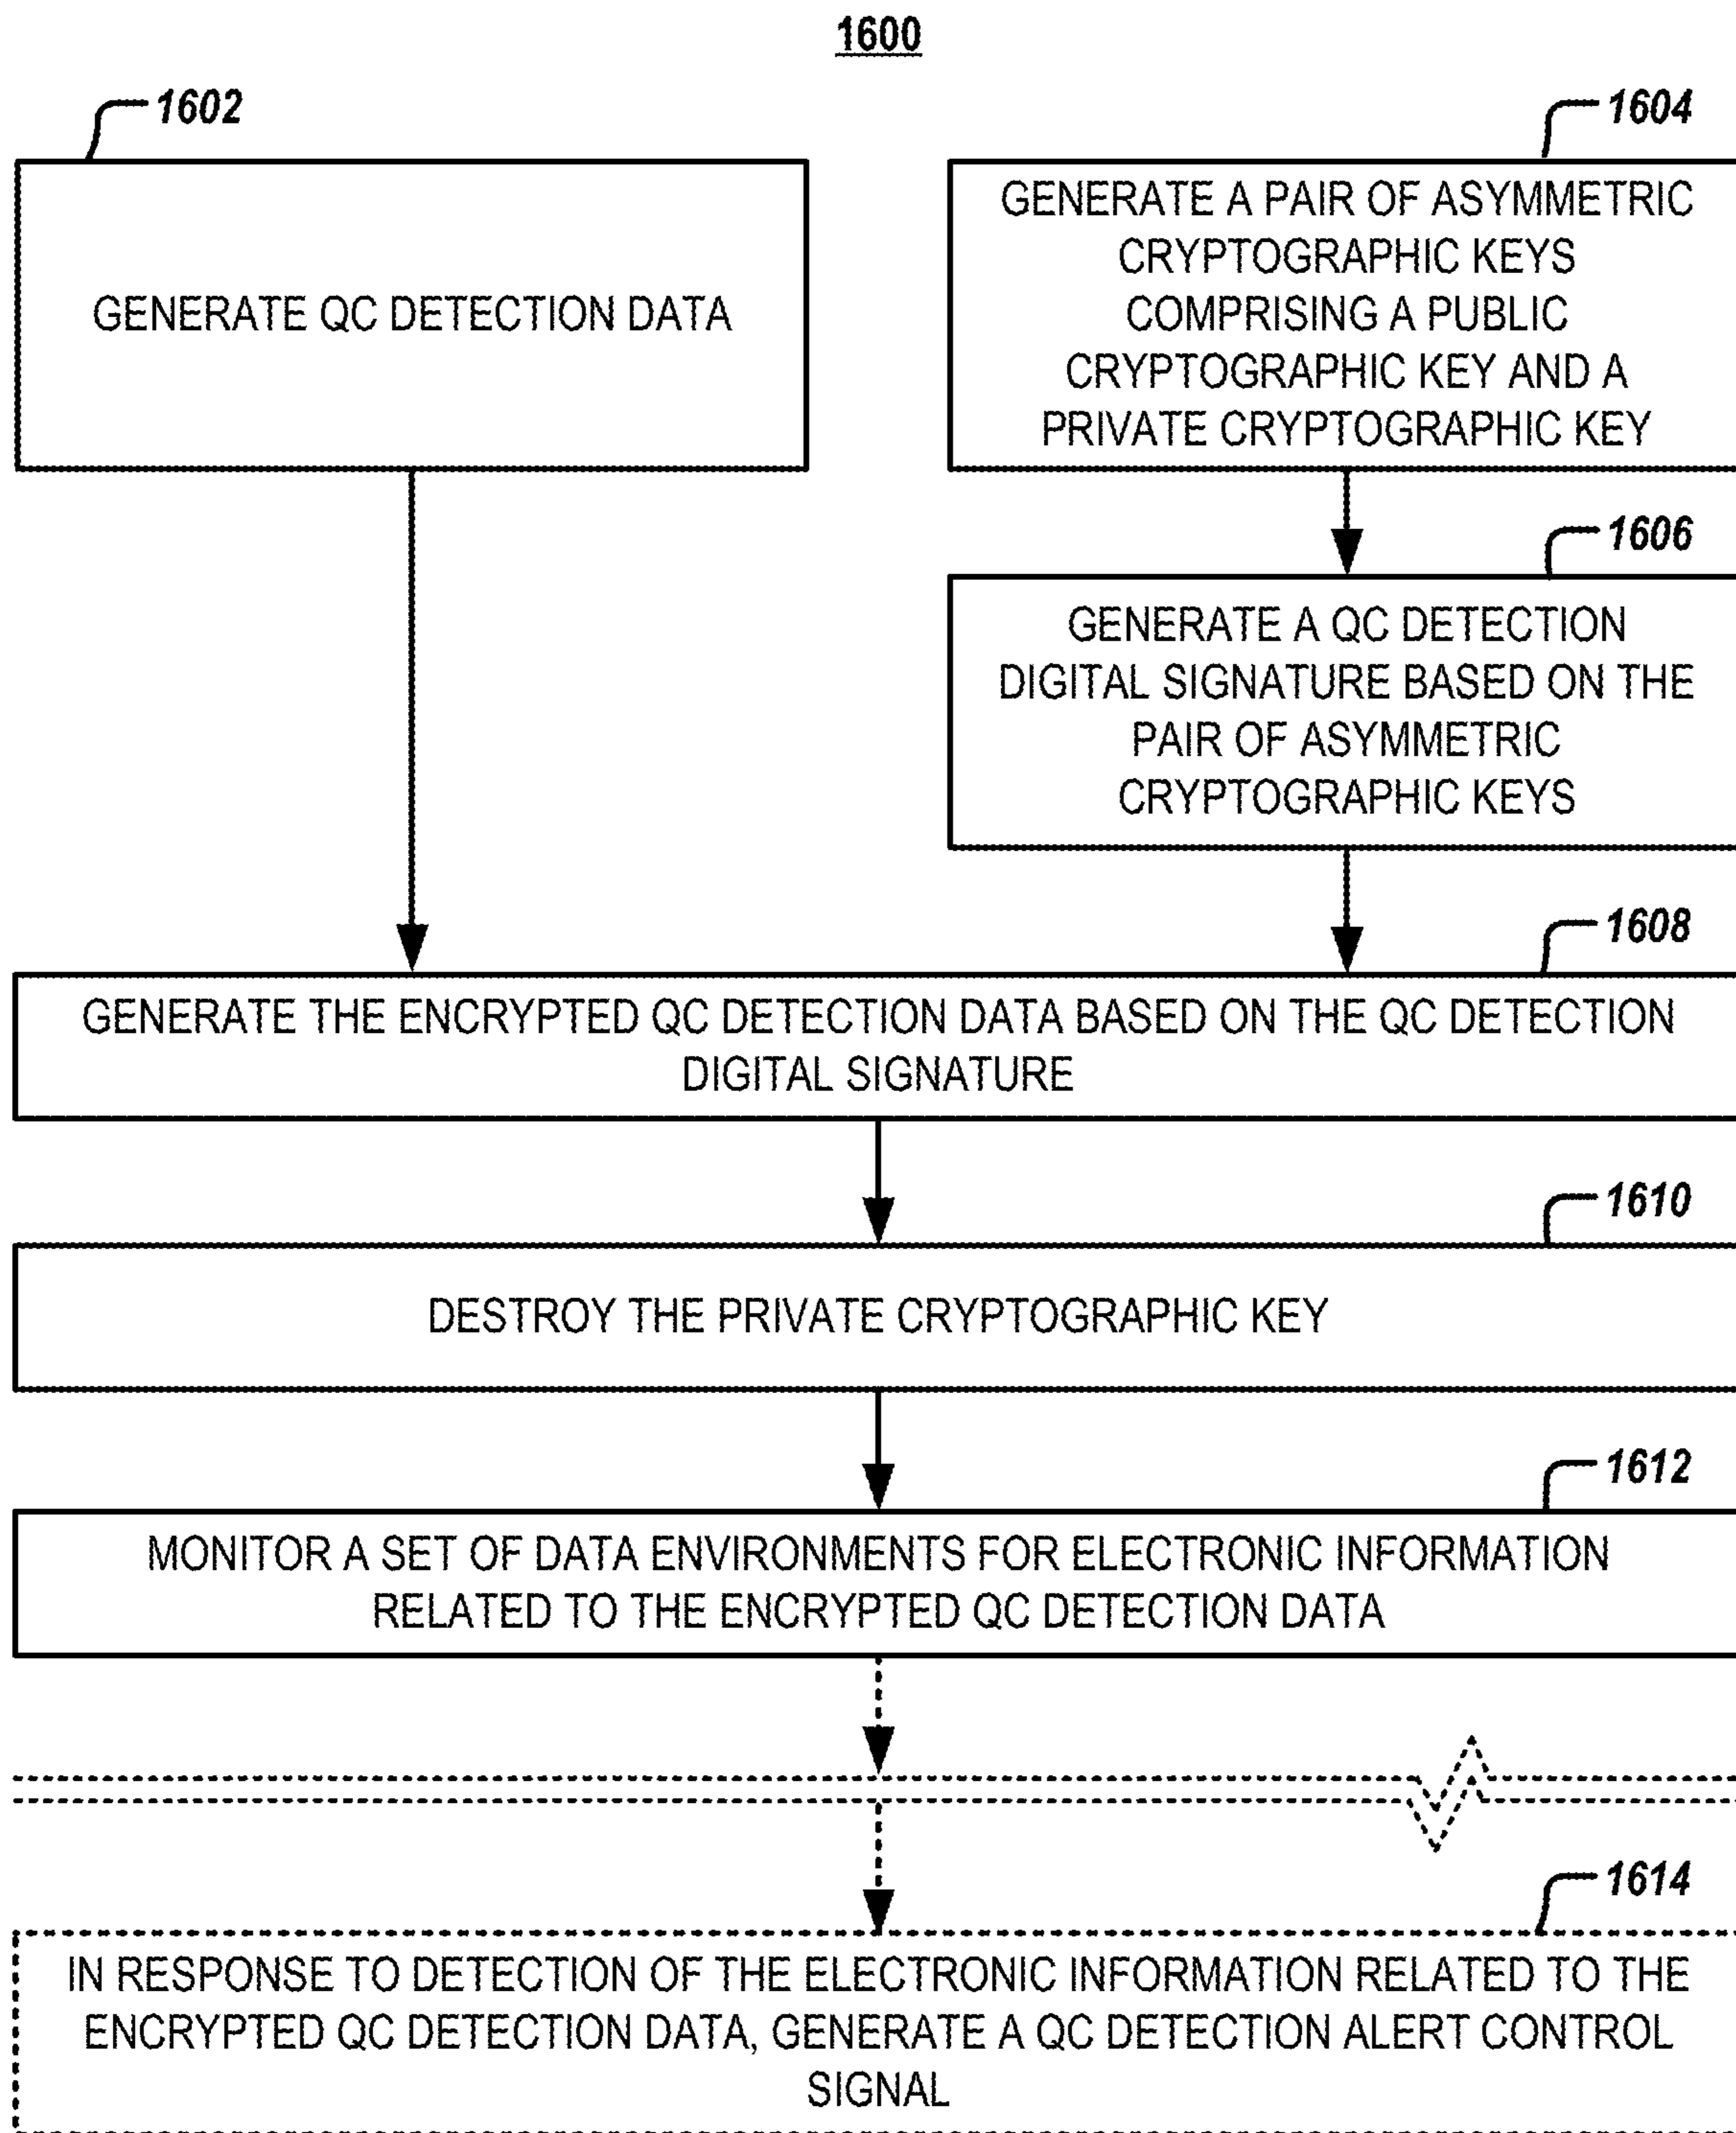 1600
1602
GENERATE QC DETECTION DATA
1604
GENERATE A PAIR OF ASYMMETRIC
CRYPTOGRAPHIC KEYS
COMPRISING A PUBLIC
CRYPTOGRAPHIC KEY AND A
PRIVATE CRYPTOGRAPHIC KEY
1606
GENERATE A QC DETECTION
DIGITAL SIGNATURE BASED ON THE
PAIR OF ASYMMETRIC
CRYPTOGRAPHIC KEYS
1608
GENERATE THE ENCRYPTED QC DETECTION DATA BASED ON THE QC DETECTION
DIGITAL SIGNATURE
1610
DESTROY THE PRIVATE CRYPTOGRAPHIC KEY
1612
MONITOR A SET OF DATA ENVIRONMENTS FOR ELECTRONIC INFORMATION
RELATED TO THE ENCRYPTED QC DETECTION DATA
1614
IN RESPONSE TO DETECTION OF THE ELECTRONIC INFORMATION RELATED TO THE
ENCRYPTED QC DETECTION DATA, GENERATE A QC DETECTION ALERT CONTROL
SIGNAL